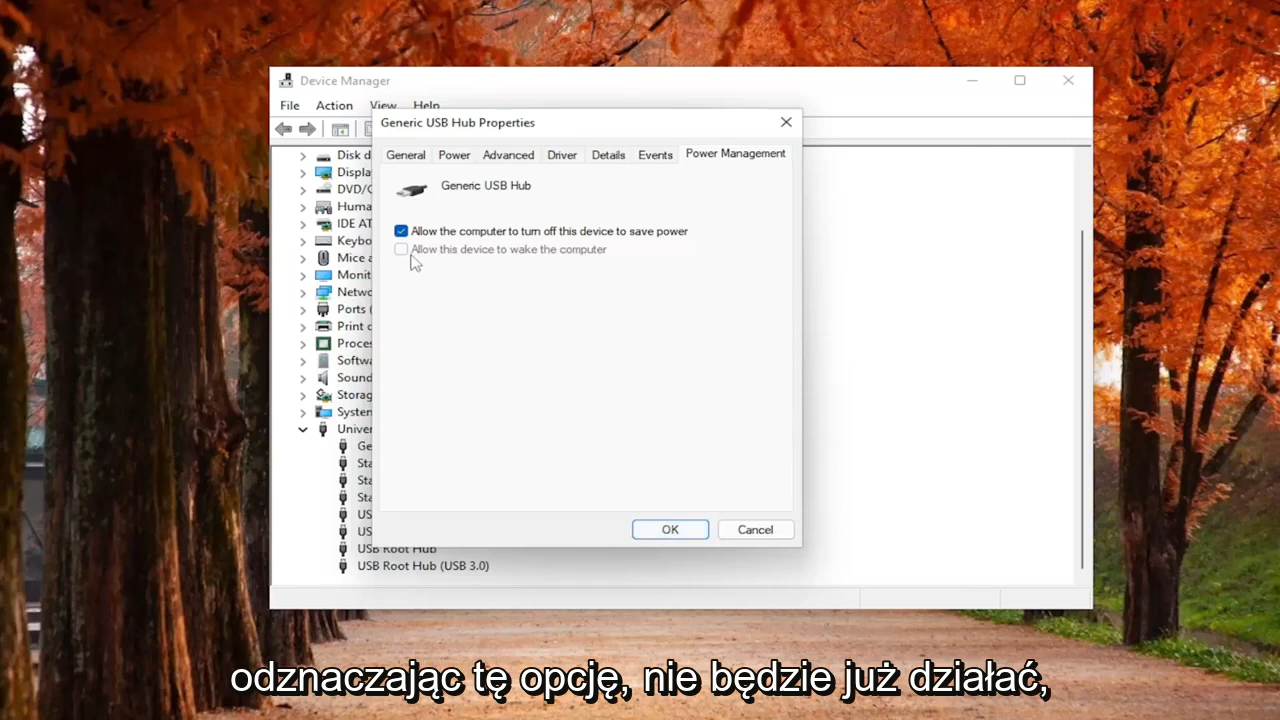 Device Manager
File Action View Help
Generic USB Hub Properties
General Power Advanced Driver Details Events Power Management
Generic USB Hub
Allow the computer to turn off this device to save power
Allow this device to wake the computer
Disk d
Displa
DVD/C
Huma
IDE AT
Keybo
Mice a
Monit
Netwo
Ports (
Print q
Proces
Softwa
Sound
Storag
System
Univer
Ge
Sta
Sta
Sta
US
US
USB Root Hub
USB Root Hub (USB 3.0)
OK Cancel
odznaczając tę opcję, nie będzie już działać,